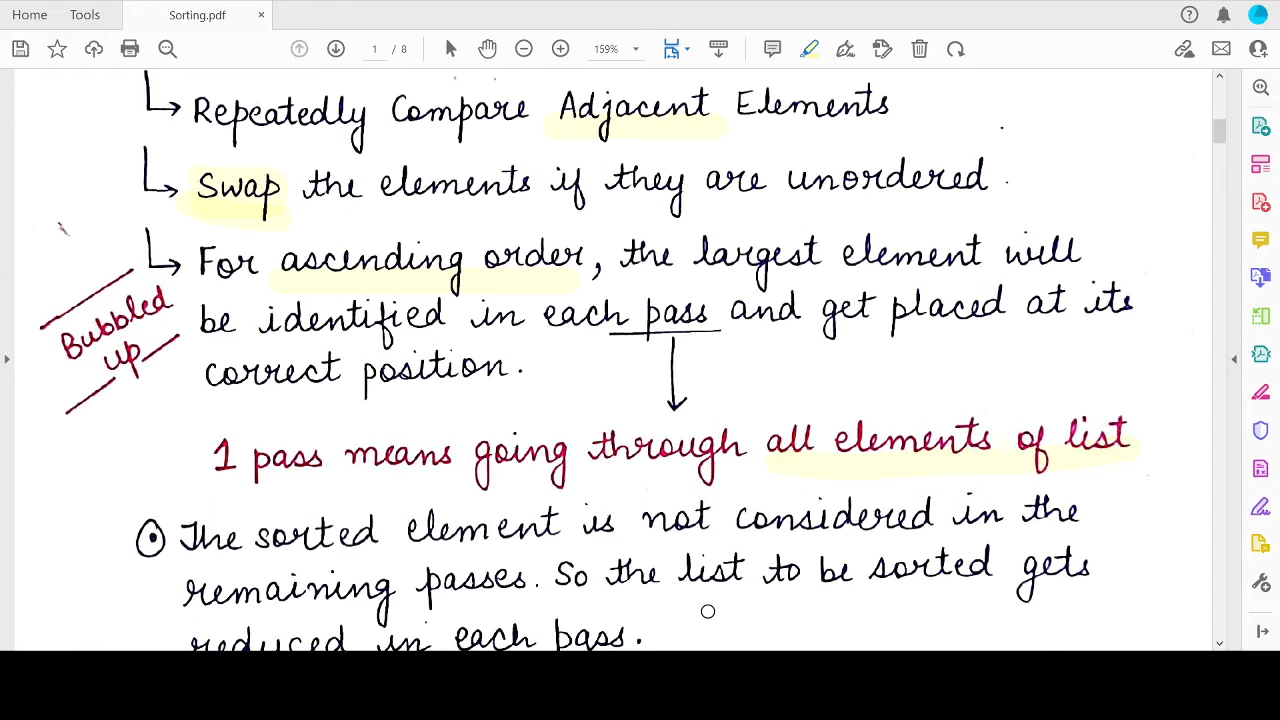 Home Tools Sorting.pdf ×
1 / 8 159%
Repeatedly Compare Adjacent Elements
Swap the elements if they are unordered
For ascending order, the largest element will
be identified in each pass and get placed at its
correct position.
Bubbled
up
1 pass means going through all elements of list
The sorted element is not considered in the
remaining passes. So the list to be sorted gets
reduced in each pass.